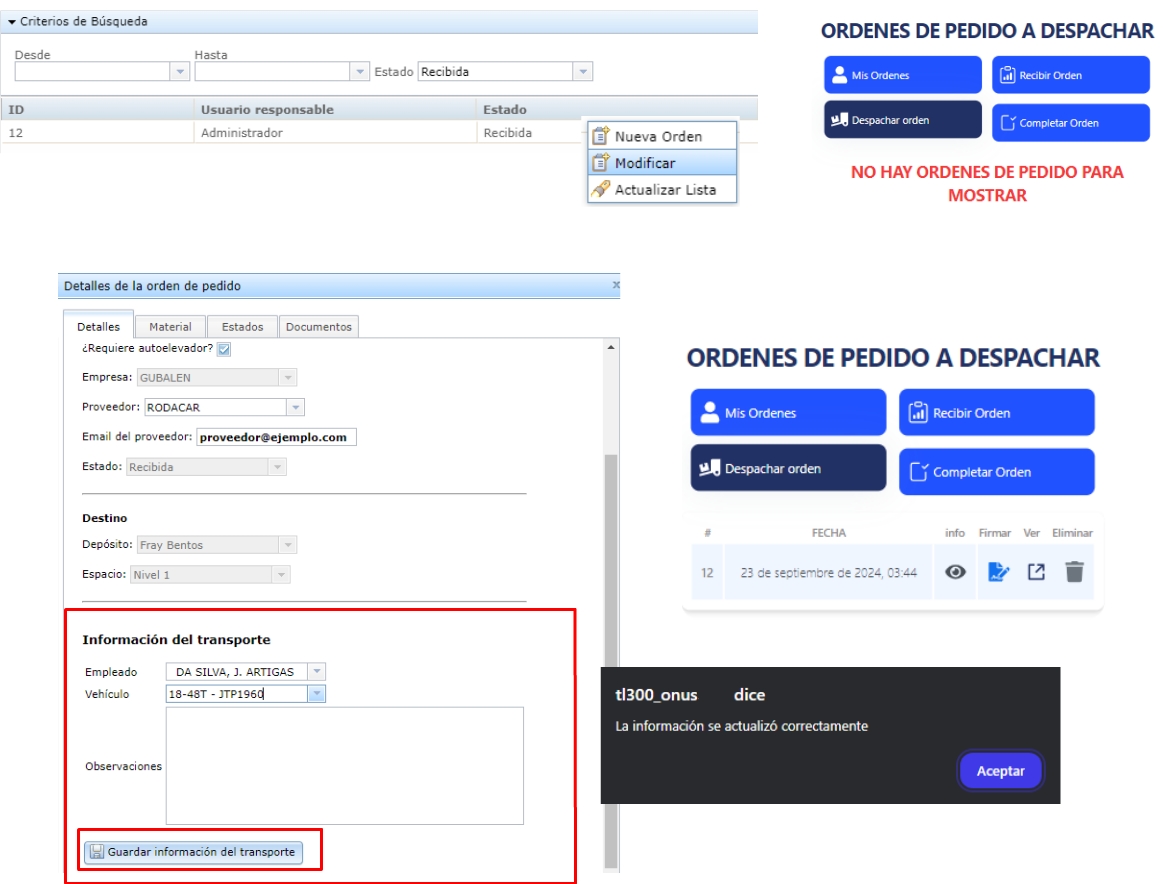 Criterios de Búsqueda
Desde
Hasta
Estado Recibida
ID Usuario responsable Estado
12 Administrador Recibida
Nueva Orden
Modificar
Actualizar Lista
ORDENES DE PEDIDO A DESPACHAR
Mis Ordenes Recibir Orden
Despachar orden Completar Orden
NO HAY ORDENES DE PEDIDO PARA
MOSTRAR
Detalles de la orden de pedido x
Detalles Material Estados Documentos
¿Requiere autoelevador?
Empresa: GUBALEN
Proveedor: RODACAR
Email del proveedor: proveedor@ejemplo.com
Estado: Recibida
Destino
Depósito: Fray Bentos
Espacio: Nivel 1
Información del transporte
Empleado DA SILVA, J. ARTIGAS
Vehículo 18-48T - JTP1960
Observaciones
Guardar información del transporte
ORDENES DE PEDIDO A DESPACHAR
Mis Ordenes Recibir Orden
Despachar orden Completar Orden
# FECHA info Firmar Ver Eliminar
12 23 de septiembre de 2024, 03:44
tl300_onus dice
La información se actualizó correctamente
Aceptar